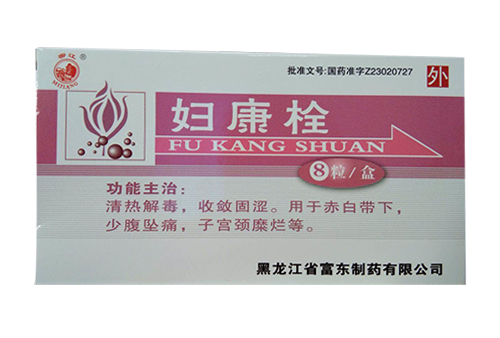 MEIJIANG
批准文号:国药准字Z23020727
外
妇康栓
FU KANG SHUAN
8粒/盒
功能主治:
清热解毒，收敛固涩。用于赤白带下，
少腹坠痛，子宫颈糜烂等。
黑龙江省富东制药有限公司